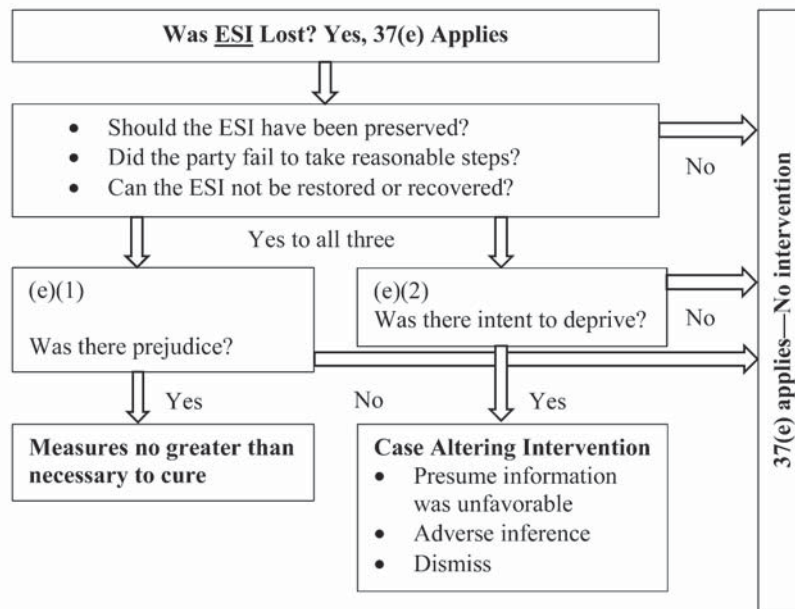 Was ESI Lost? Yes, 37(e) Applies
• Should the ESI have been preserved?
• Did the party fail to take reasonable steps?
• Can the ESI not be restored or recovered?
No
Yes to all three
(e)(1)
Was there prejudice?
(e)(2)
Was there intent to deprive?
No
Yes
No
Yes
Measures no greater than
necessary to cure
Case Altering Intervention
• Presume information
was unfavorable
• Adverse inference
• Dismiss
37(e) applies—No intervention